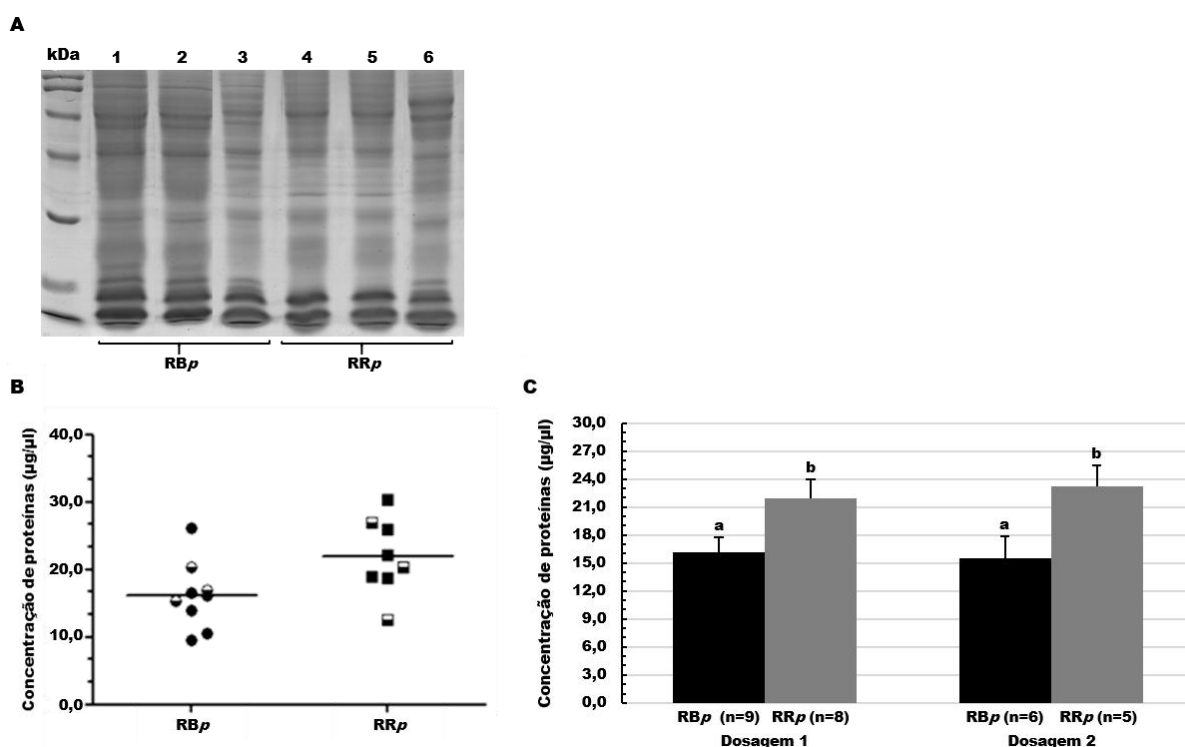 A
kDa 1 2 3 4 5 6
RBp RRp
B
Concentração de proteínas (µg/µl)
40,0
30,0
20,0
10,0
0,0
RBp RRp
C
Concentração de proteínas (µg/µl)
30,0
27,0
24,0
21,0
18,0
15,0
12,0
9,0
6,0
3,0
0,0
a b a b
RBp (n=9) RRp (n=8) RBp (n=6) RRp (n=5)
Dosagem 1 Dosagem 2